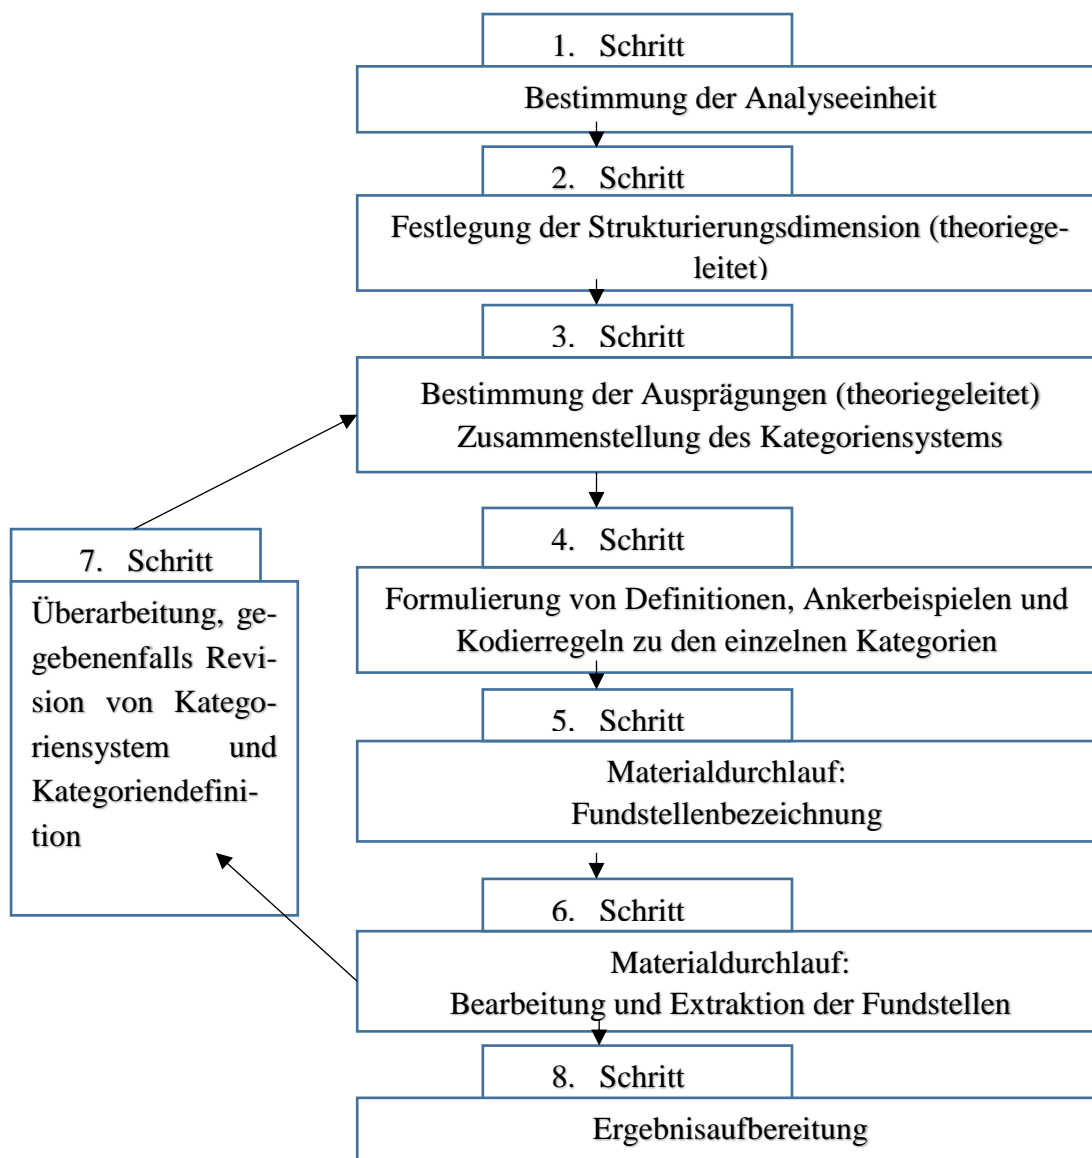 1. Schritt
Bestimmung der Analyseeinheit
2. Schritt
Festlegung der Strukturierungsdimension (theoriege-
leitet)
3. Schritt
Bestimmung der Ausprägungen (theoriegeleitet)
Zusammenstellung des Kategoriensystems
4. Schritt
Formulierung von Definitionen, Ankerbeispielen und
Kodierregeln zu den einzelnen Kategorien
5. Schritt
Materialdurchlauf:
Fundstellenbezeichnung
6. Schritt
Materialdurchlauf:
Bearbeitung und Extraktion der Fundstellen
7. Schritt
Überarbeitung, ge-
gebenenfalls Revi-
sion von Katego-
riensystem und
Kategoriendefini-
tion
8. Schritt
Ergebnisaufbereitung